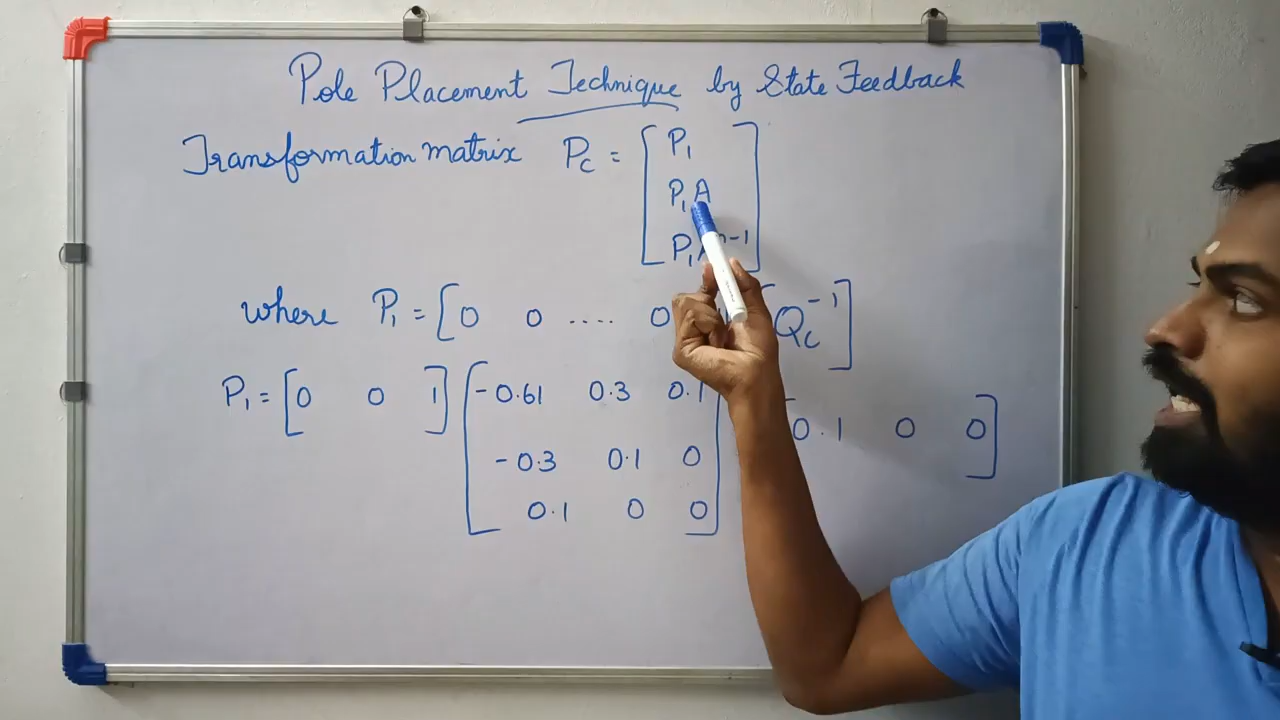 Pole Placement Technique by State Feedback
Transformation matrix Pc = [ P₁
P₁A
P₁ ⁻¹ ]
where P₁ = [ 0 0 .... 0 [ Qc⁻¹ ]
P₁ = [ 0 0 1 ] [ -0.61 0.3 0.1
-0.3 0.1 0
0.1 0 0 ] [ 0.1 0 0 ]